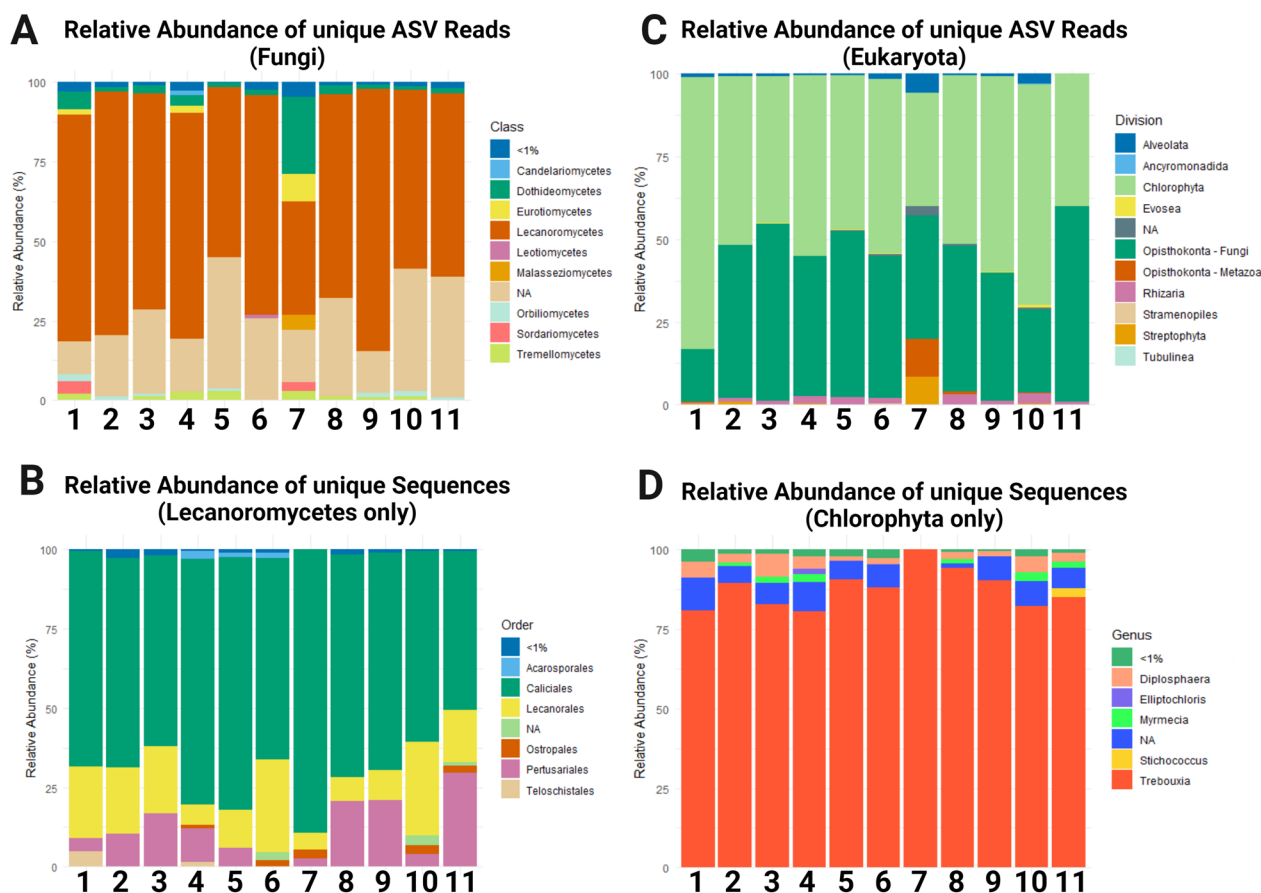 A
Relative Abundance of unique ASV Reads
(Fungi)
Relative Abundance (%)
100
75
50
25
0
1 2 3 4 5 6 7 8 9 10 11
Class
<1%
Candelariomycetes
Dothideomycetes
Eurotiomycetes
Lecanoromycetes
Leotiomycetes
Malasseziomycetes
NA
Orbiliomycetes
Sordariomycetes
Tremellomycetes
C
Relative Abundance of unique ASV Reads
(Eukaryota)
Relative Abundance (%)
100
75
50
25
0
1 2 3 4 5 6 7 8 9 10 11
Division
Alveolata
Ancyromonadida
Chlorophyta
Evosea
NA
Opisthokonta - Fungi
Opisthokonta - Metazoa
Rhizaria
Stramenopiles
Streptophyta
Tubulinea
B
Relative Abundance of unique Sequences
(Lecanoromycetes only)
Relative Abundance (%)
100
75
50
25
0
1 2 3 4 5 6 7 8 9 10 11
Order
<1%
Acarosporales
Caliciales
Lecanorales
NA
Ostropales
Pertusariales
Teloschistales
D
Relative Abundance of unique Sequences
(Chlorophyta only)
Relative Abundance (%)
100
75
50
25
0
1 2 3 4 5 6 7 8 9 10 11
Genus
<1%
Diplosphaera
Elliptochloris
Myrmecia
NA
Stichococcus
Trebouxia